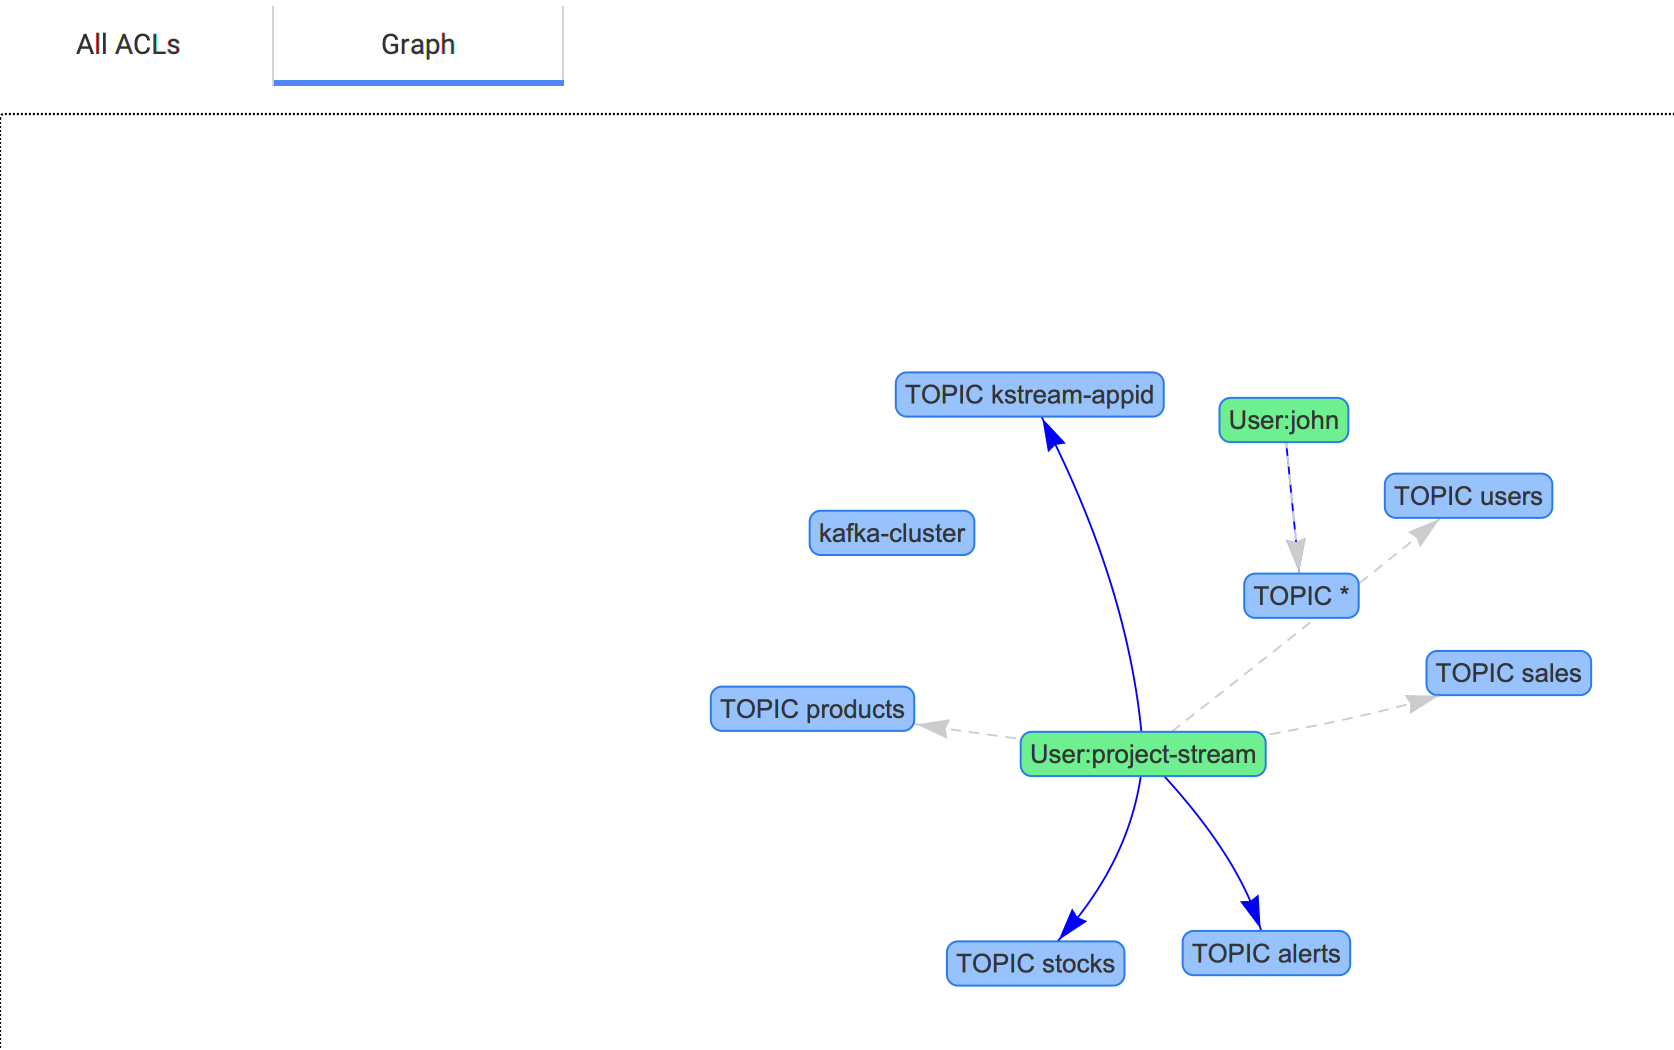 All ACLs
Graph
TOPIC kstream-appid
User:john
TOPIC users
kafka-cluster
TOPIC *
TOPIC sales
TOPIC products
User:project-stream
TOPIC stocks
TOPIC alerts